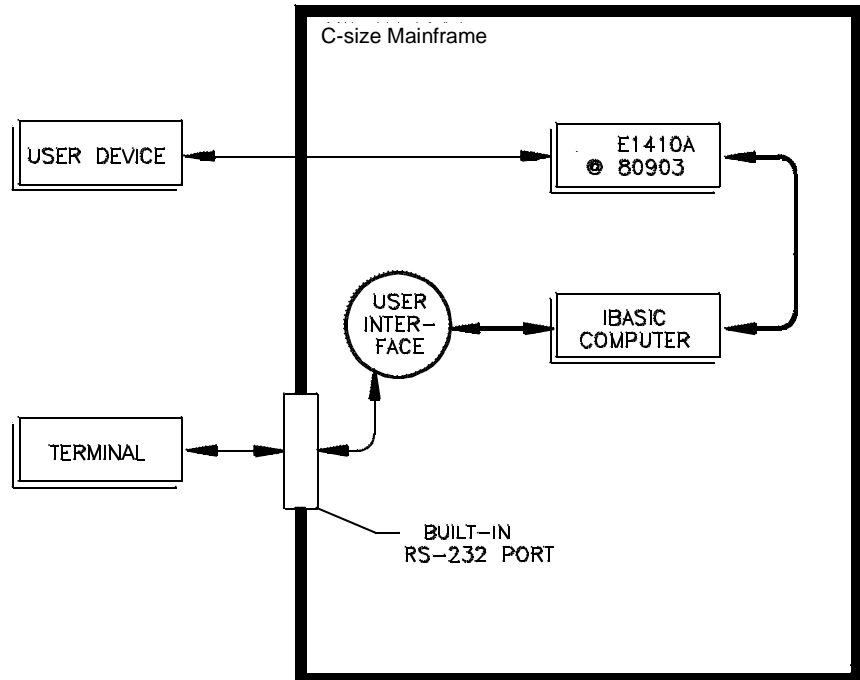 C-size Mainframe
USER DEVICE
E1410A
@ 80903
USER
INTER-
FACE
IBASIC
COMPUTER
TERMINAL
BUILT-IN
RS-232 PORT